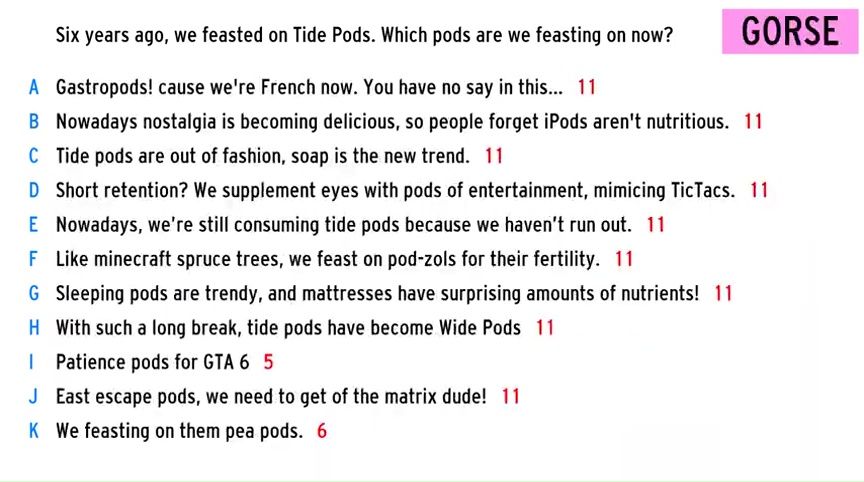 Six years ago, we feasted on Tide Pods. Which pods are we feasting on now?
GORSE
A Gastropods! cause we're French now. You have no say in this... 11
B Nowadays nostalgia is becoming delicious, so people forget iPods aren't nutritious. 11
C Tide pods are out of fashion, soap is the new trend. 11
D Short retention? We supplement eyes with pods of entertainment, mimicing TicTacs. 11
E Nowadays, we're still consuming tide pods because we haven't run out. 11
F Like minecraft spruce trees, we feast on pod-zols for their fertility. 11
G Sleeping pods are trendy, and mattresses have surprising amounts of nutrients! 11
H With such a long break, tide pods have become Wide Pods 11
I Patience pods for GTA 6 5
J East escape pods, we need to get of the matrix dude! 11
K We feasting on them pea pods. 6